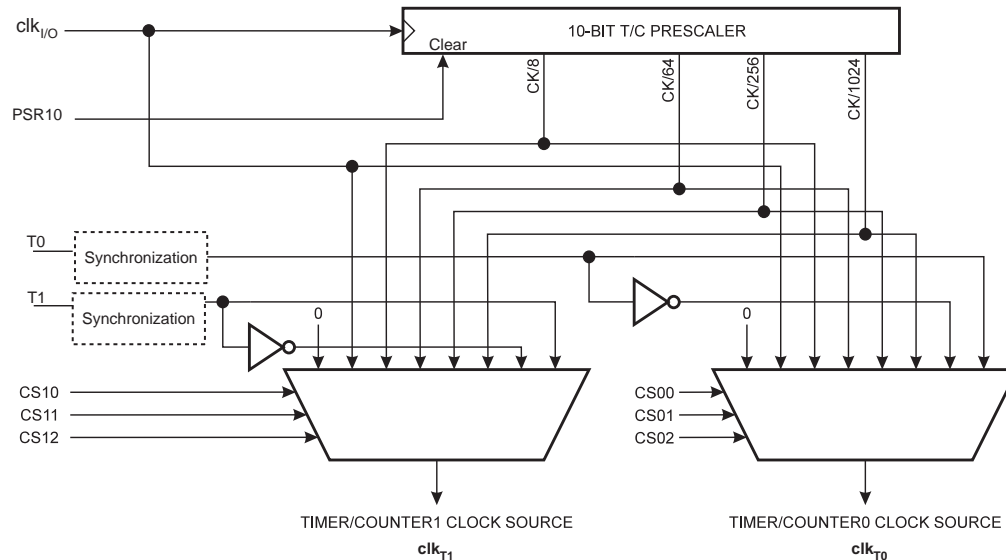 clkI/O
10-BIT T/C PRESCALER
Clear
CK/8
CK/64
CK/256
CK/1024
PSR10
T0
Synchronization
T1
Synchronization
0
0
CS10
CS11
CS12
CS00
CS01
CS02
TIMER/COUNTER1 CLOCK SOURCE
clkT1
TIMER/COUNTER0 CLOCK SOURCE
clkT0